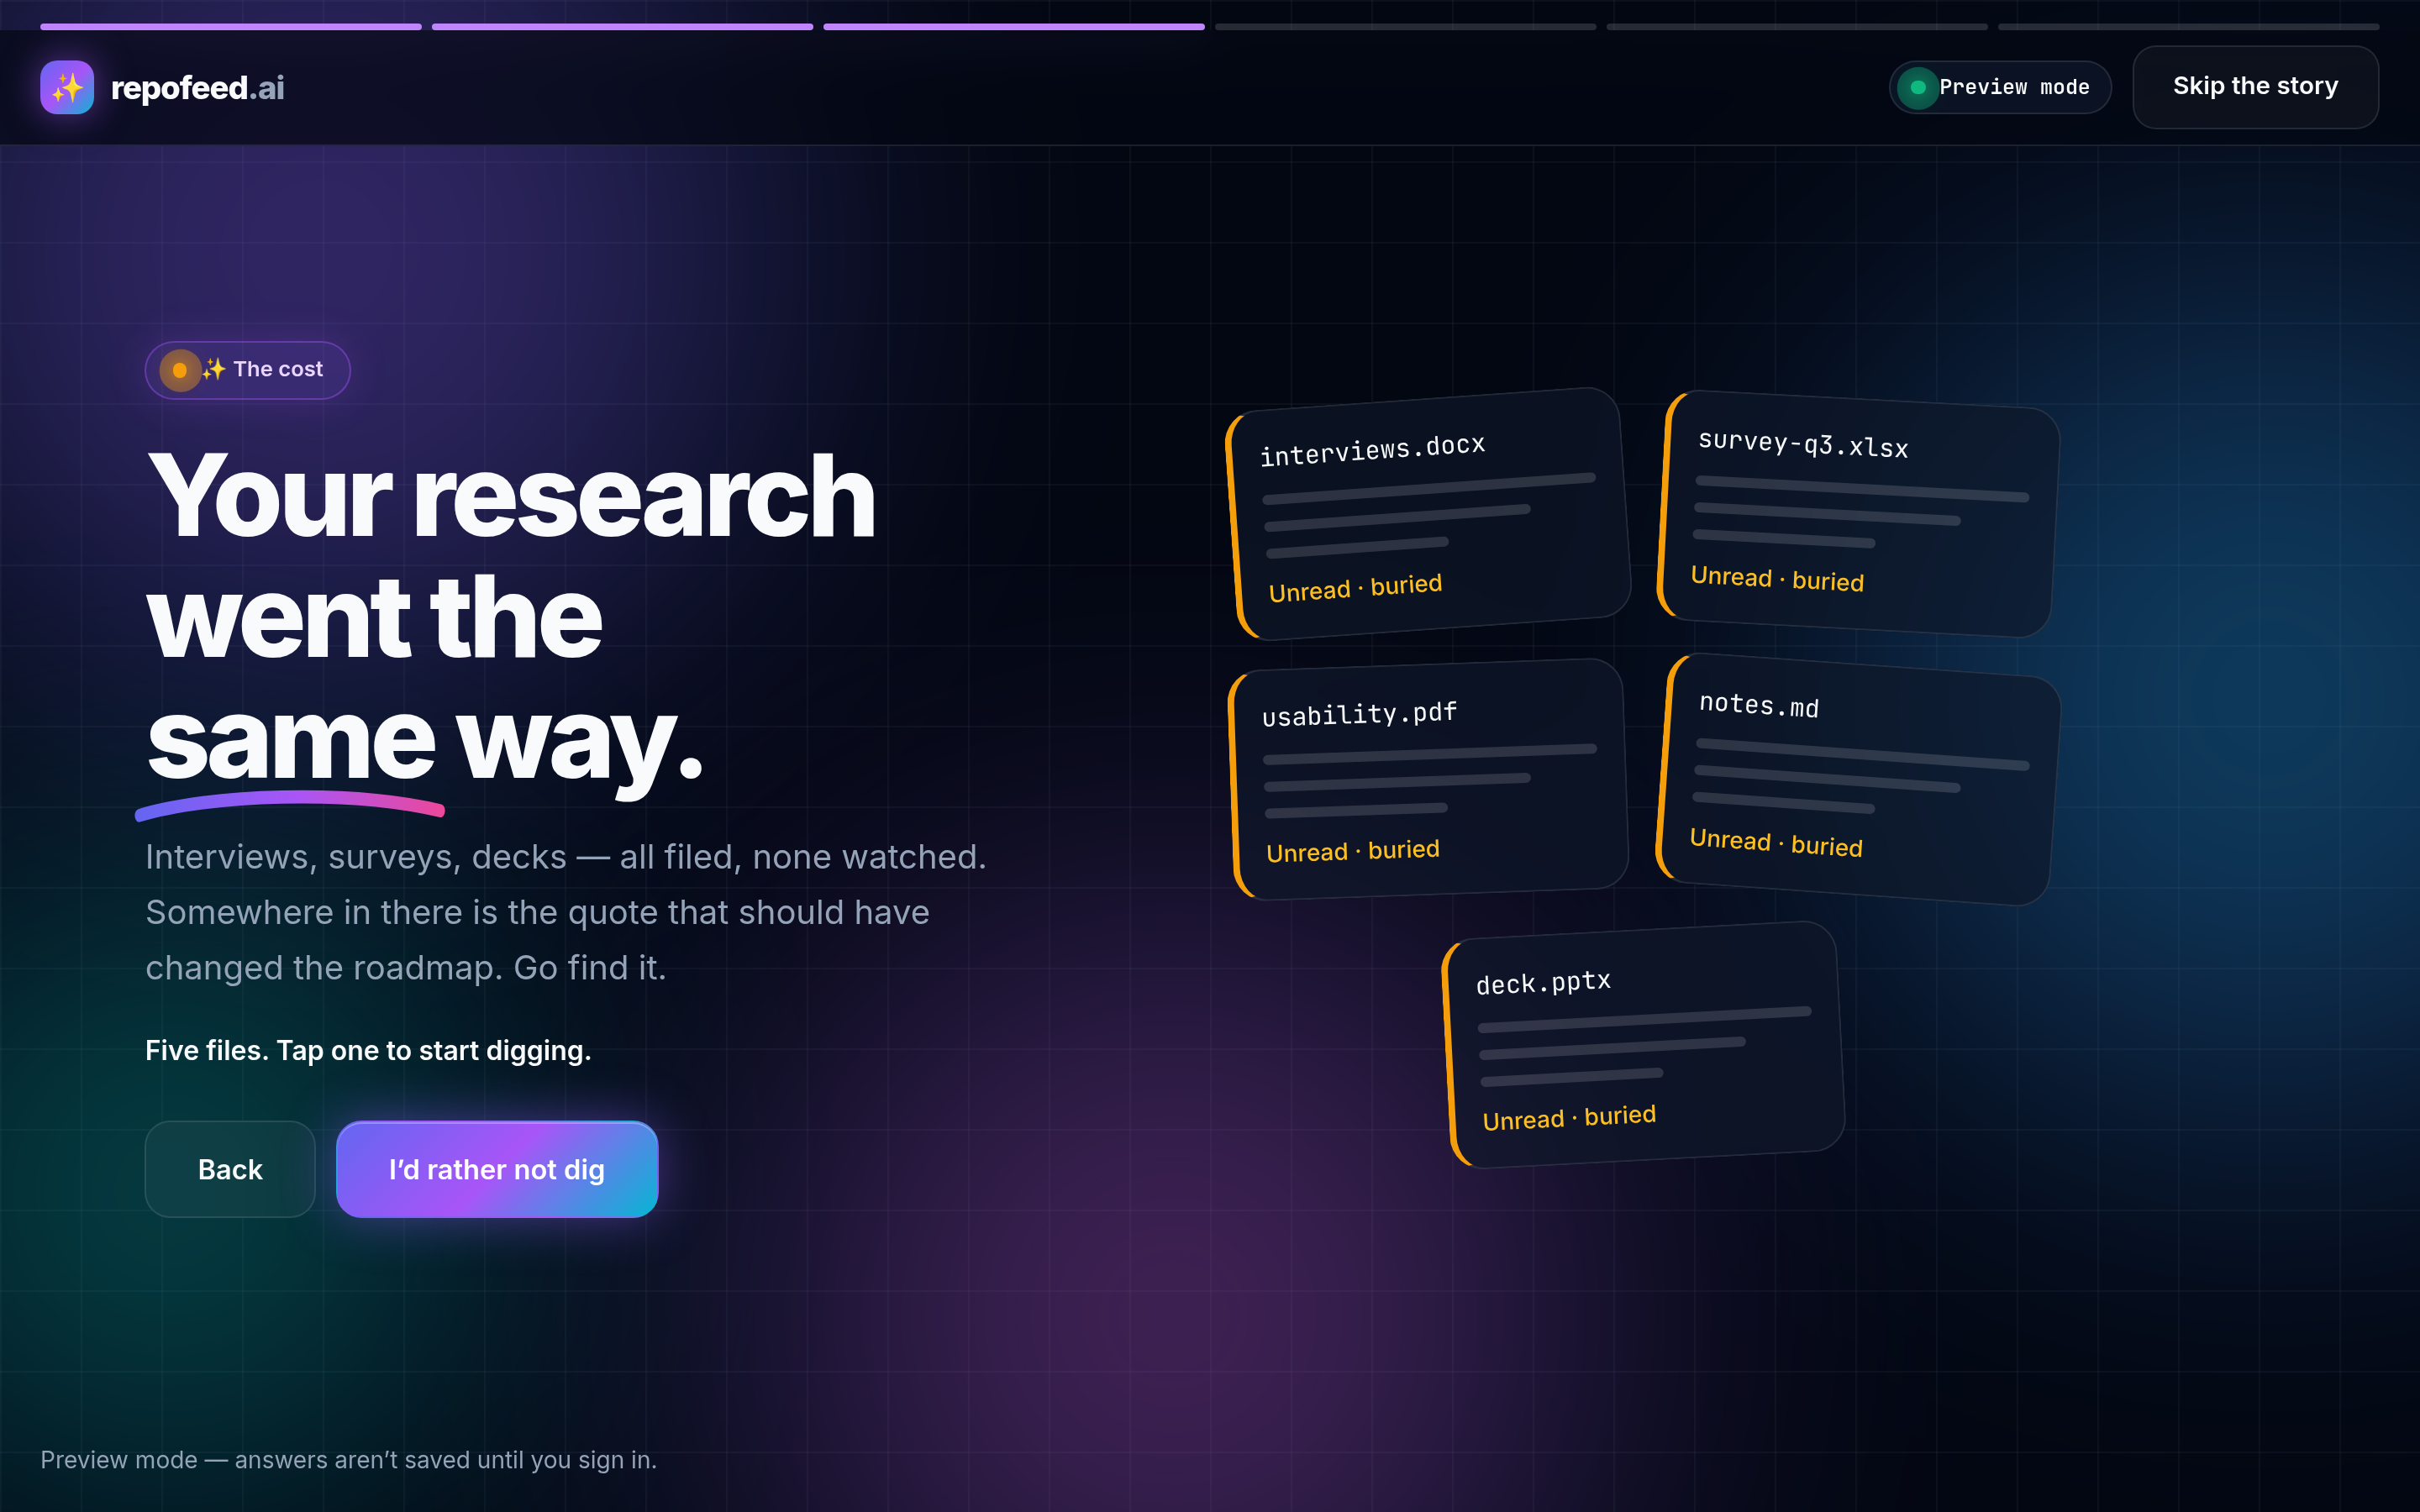 repofeed.ai
Preview mode
Skip the story
✨ The cost
Your research
went the
same way.
Interviews, surveys, decks — all filed, none watched.
Somewhere in there is the quote that should have
changed the roadmap. Go find it.
Five files. Tap one to start digging.
Back
I’d rather not dig
interviews.docx
Unread · buried
survey-q3.xlsx
Unread · buried
usability.pdf
Unread · buried
notes.md
Unread · buried
deck.pptx
Unread · buried
Preview mode — answers aren’t saved until you sign in.